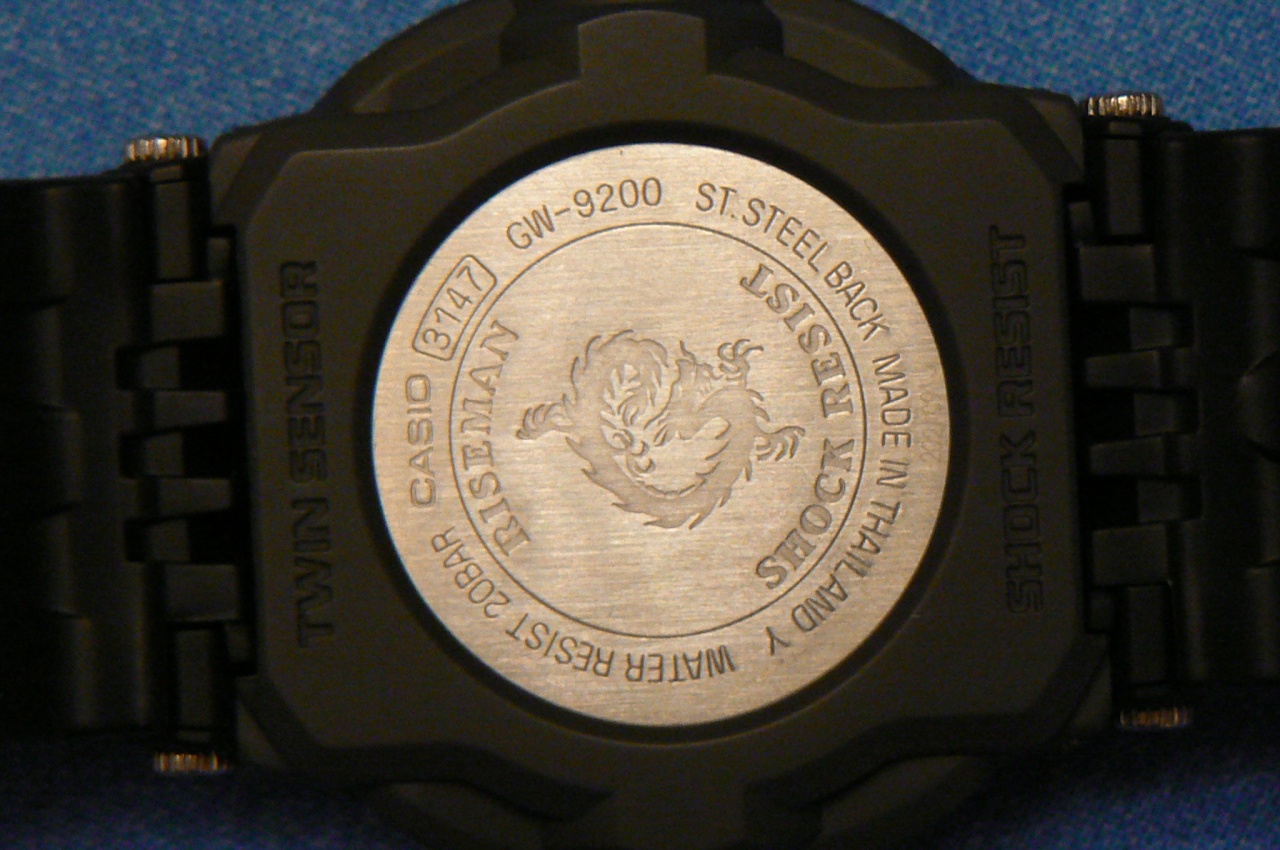 TWIN SENSOR
CASIO 3147 GW-9200 ST.STEEL BACK MADE IN THAILAND Y WATER RESIST 20BAR
RISEMAN
SHOCK RESIST
SHOCK RESIST